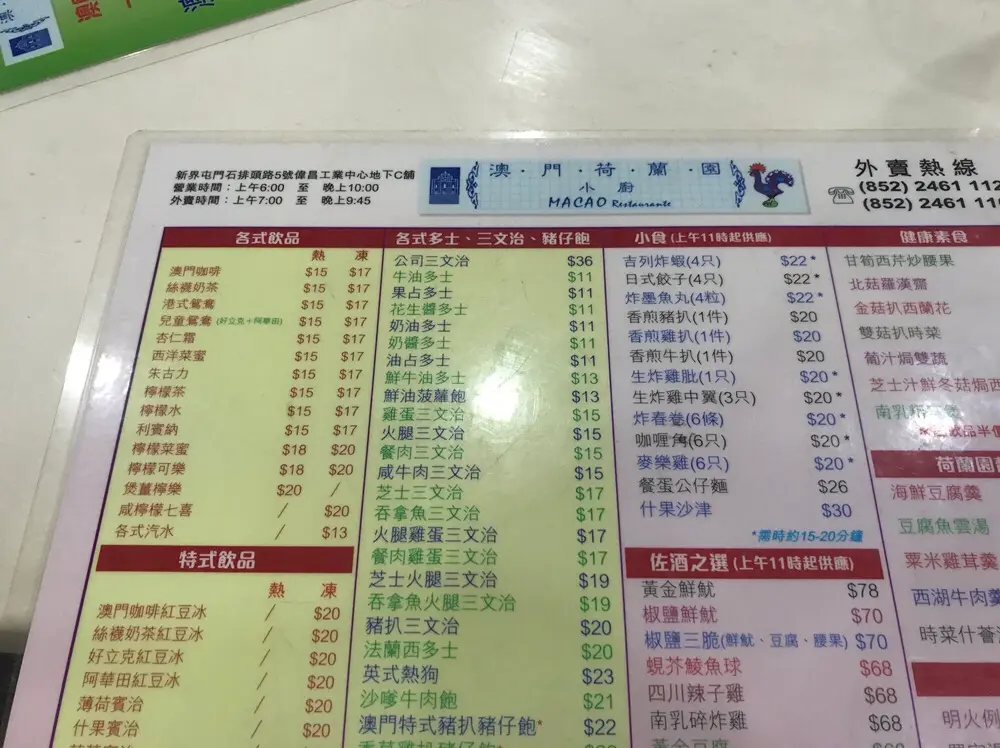 新界屯門石排頭路5號偉昌工業中心地下C舖
營業時間：上午6:00 至 晚上10:00
外賣時間：上午7:00 至 晚上9:45
澳·門·荷·蘭·園
小 廚
MACAO Restaurante
外賣熱線
(852) 2461 112
(852) 2461 11
各式飲品
熱 凍
澳門咖啡 $15 $17
絲襪奶茶 $15 $17
港式鴛鴦 $15 $17
兒童鴛鴦 (好立克+阿華田) $15 $17
杏仁霜 $15 $17
西洋菜蜜 $15 $17
朱古力 $15 $17
檸檬茶 $15 $17
檸檬水 $15 $17
利賓納 $15 $17
檸檬菜蜜 $18 $20
檸檬可樂 $18 $20
煲薑檸樂 $20 /
咸檸檬七喜 / $20
各式汽水 / $13
特式飲品
熱 凍
澳門咖啡紅豆冰 / $20
絲襪奶茶紅豆冰 / $20
好立克紅豆冰 / $20
阿華田紅豆冰 / $20
薄荷賓治 / $20
什果賓治 / $20
各式多士、三文治、豬仔飽
公司三文治 $36
牛油多士 $11
果占多士 $11
花生醬多士 $11
奶油多士 $11
奶醬多士 $11
油占多士 $11
鮮牛油多士 $13
鮮油菠蘿飽 $13
雞蛋三文治 $15
火腿三文治 $15
餐肉三文治 $15
咸牛肉三文治 $15
芝士三文治 $17
吞拿魚三文治 $17
火腿雞蛋三文治 $17
餐肉雞蛋三文治 $17
芝士火腿三文治 $19
吞拿魚火腿三文治 $19
豬扒三文治 $20
法蘭西多士 $20
英式熱狗 $23
沙嗲牛肉飽 $21
澳門特式豬扒豬仔飽* $22
小食 (上午11時起供應)
吉列炸蝦(4只) $22 *
日式餃子(4只) $22 *
炸墨魚丸(4粒) $22 *
香煎豬扒(1件) $20
香煎雞扒(1件) $20
香煎牛扒(1件) $20
生炸雞肶(1只) $20 *
生炸雞中翼(3只) $20 *
炸春卷(6條) $20 *
咖喱角(6只) $20 *
麥樂雞(6只) $20 *
餐蛋公仔麵 $26
什果沙津 $30
*需時約15-20分鐘
佐酒之選 (上午11時起供應)
黃金鮮魷 $78
椒鹽鮮魷 $70
椒鹽三脆(鮮魷、豆腐、腰果) $70
蜆芥鯪魚球 $68
四川辣子雞 $68
南乳碎炸雞 $68
健康素食
甘筍西芹炒腰果
北菇羅漢齋
金菇扒西蘭花
雙菇扒時菜
葡汁焗雙蔬
芝士汁鮮冬菇焗西
南乳
飲品半價
荷蘭園
海鮮豆腐羹
豆腐魚雲湯
粟米雞茸羹
西湖牛肉羹
時菜什薈
明火例